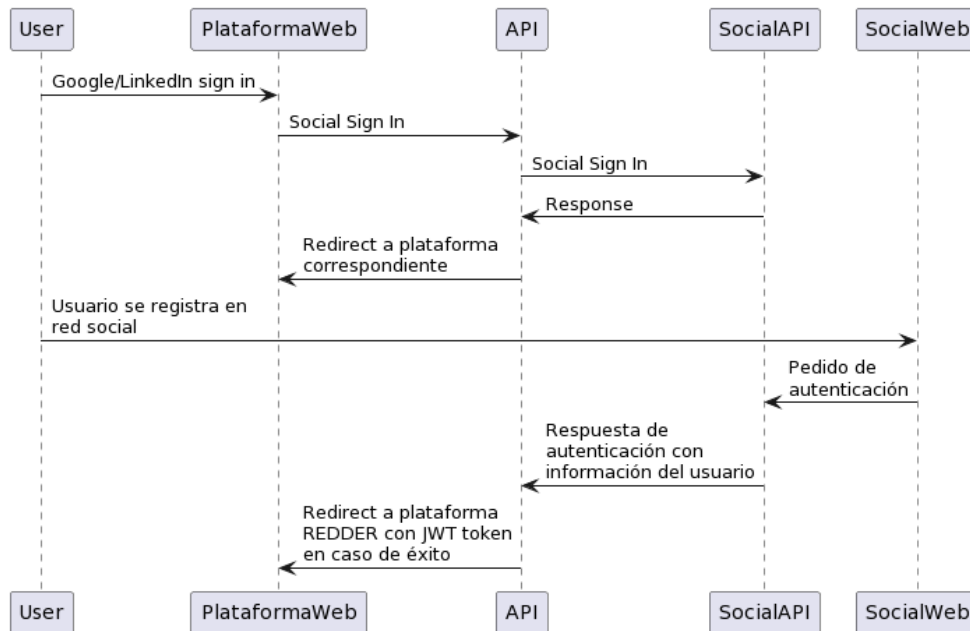 User PlataformaWeb API SocialAPI SocialWeb
Google/LinkedIn sign in
Social Sign In
Social Sign In
Response
Redirect a plataforma
correspondiente
Usuario se registra en
red social
Pedido de
autenticación
Respuesta de
autenticación con
información del usuario
Redirect a plataforma
REDDER con JWT token
en caso de éxito
User PlataformaWeb API SocialAPI SocialWeb